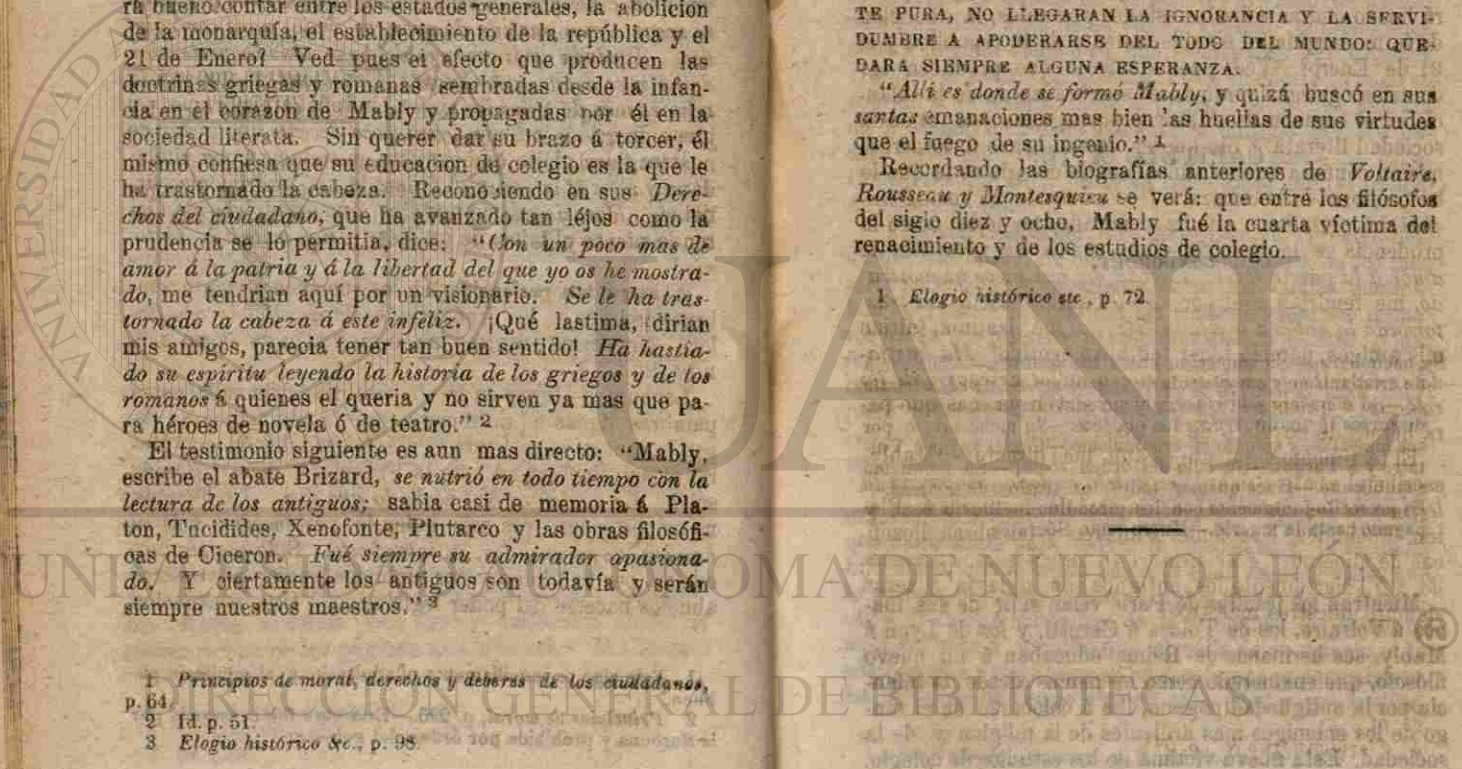 rá bueno contar entre los estados generales, la abolicion
de la monarquía, el establecimiento de la república y el
21 de Enero? Ved pues el efecto que producen las
doctrinas griegas y romanas sembradas desde la infan-
cia en el corazon de Mably y propagadas por él en la
sociedad literata. Sin querer dar su brazo á torcer, él
mismo confiesa que su educacion de colegio es la que le
ha trastornado la cabeza. Reconociendo en sus Dere-
chos del ciudadano, que ha avanzado tan léjos como la
prudencia se lo permitia, dice: "Con un poco mas de
amor á la patria y á la libertad del que yo os he mostra-
do, me tendrian aquí por un visionario. Se le ha tras-
tornado la cabeza á este infeliz. ¡Qué lastima, dirian
mis amigos, parecia tener tan buen sentido! Ha hastia-
do su espíritu leyendo la historia de los griegos y de los
romanos á quienes el queria y no sirven ya mas que pa-
ra héroes de novela ó de teatro." 2
El testimonio siguiente es aun mas directo: "Mably,
escribe el abate Brizard, se nutrió en todo tiempo con la
lectura de los antiguos; sabia casi de memoria á Pla-
ton, Tucídides, Xenofonte, Plutarco y las obras filosófi-
cas de Ciceron. Fué siempre su admirador apasiona-
do. Y ciertamente los antiguos son todavía y serán
siempre nuestros maestros." 3
1 Principios de moral, derechos y deberes de los ciudadanos,
p. 64.
2 Id. p. 51.
3 Elogio histórico &c., p. 98.
TE PURA, NO LLEGARAN LA IGNORANCIA Y LA SERVI-
DUMBRE A APODERARSE DEL TODO DEL MUNDO: QUE-
DARA SIEMPRE ALGUNA ESPERANZA.
"Allí es donde se formó Mably, y quizá buscó en sus
santas emanaciones mas bien las huellas de sus virtudes
que el fuego de su ingenio." 1
Recordando las biografías anteriores de Voltaire,
Rousseau y Montesquieu se verá: que entre los filósofos
del siglo diez y ocho, Mably fué la cuarta víctima del
renacimiento y de los estudios de colegio.
1 Elogio histórico etc., p. 72.
UANL
UNIVERSIDAD AUTÓNOMA DE NUEVO LEÓN
®
DIRECCIÓN GENERAL DE BIBLIOTECAS